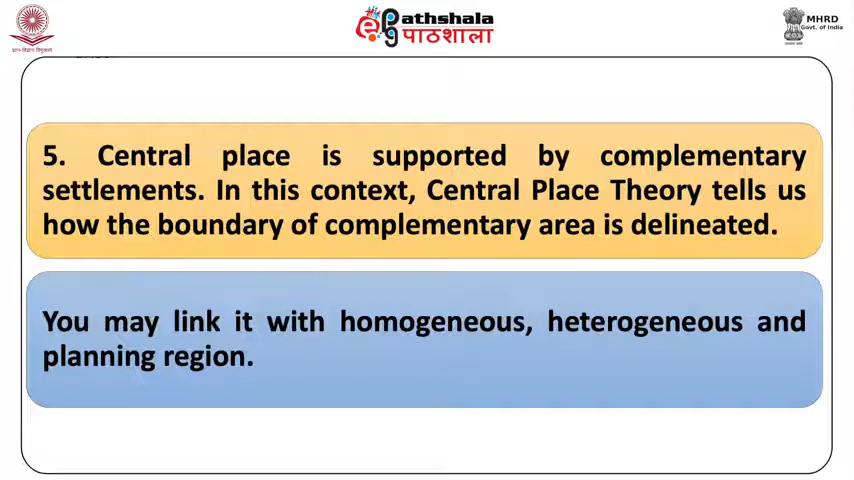 Pathshala
पाठशाला
MHRD
Govt. of India
5. Central place is supported by complementary
settlements. In this context, Central Place Theory tells us
how the boundary of complementary area is delineated.
You may link it with homogeneous, heterogeneous and
planning region.